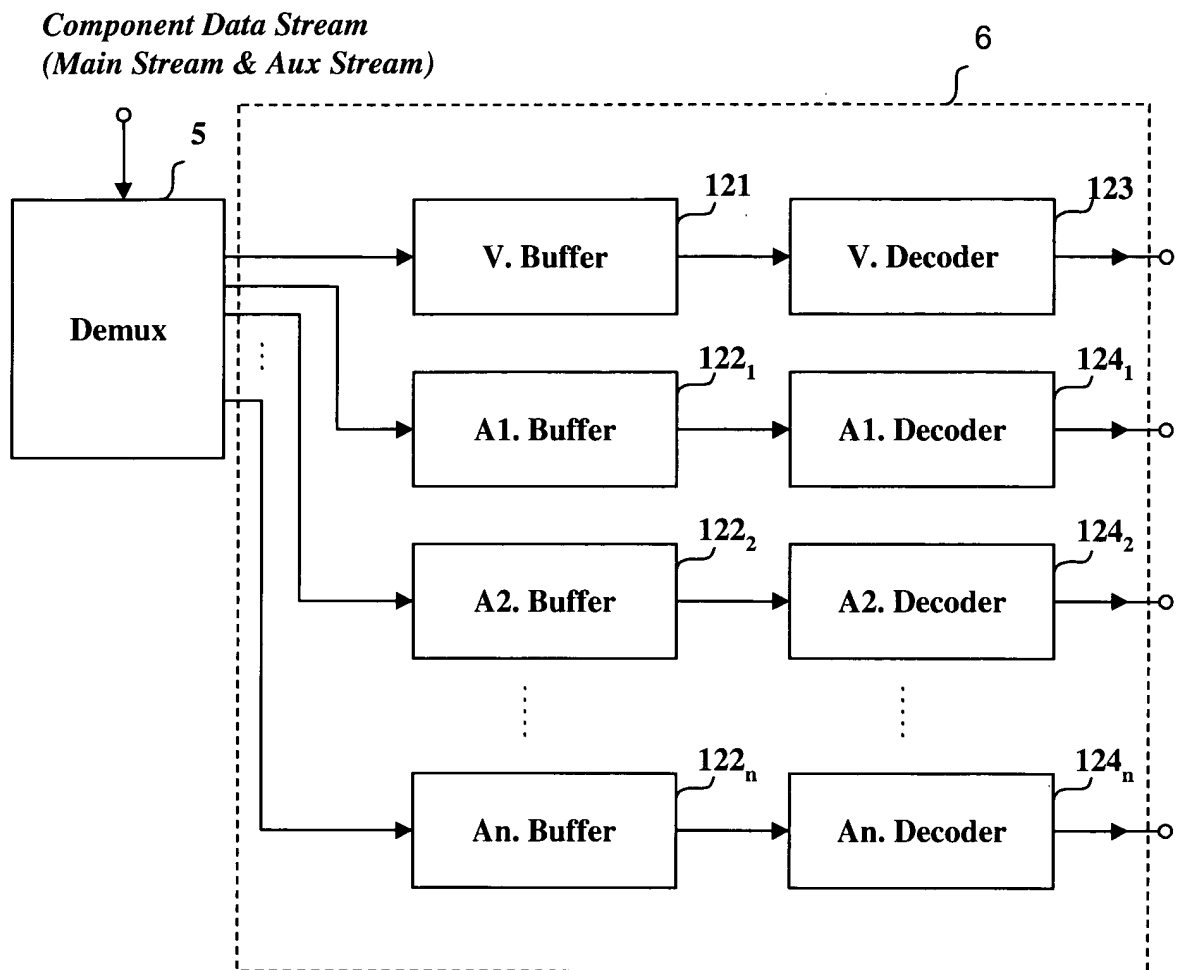 Component Data Stream
(Main Stream & Aux Stream)
6
5
121
123
V. Buffer
V. Decoder
Demux
122₁
124₁
A1. Buffer
A1. Decoder
122₂
124₂
A2. Buffer
A2. Decoder
122ₙ
124ₙ
An. Buffer
An. Decoder